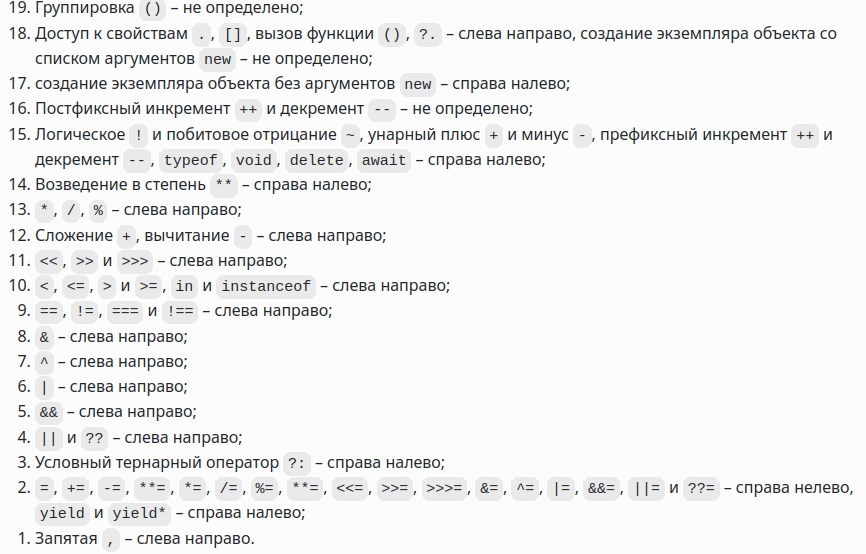 19. Группировка () – не определено;
18. Доступ к свойствам ., [], вызов функции (), ?. – слева направо, создание экземпляра объекта со
списком аргументов new – не определено;
17. создание экземпляра объекта без аргументов new – справа налево;
16. Постфиксный инкремент ++ и декремент -- – не определено;
15. Логическое ! и побитовое отрицание ~, унарный плюс + и минус -, префиксный инкремент ++ и
декремент --, typeof, void, delete, await – справа налево;
14. Возведение в степень ** – справа налево;
13. *, /, % – слева направо;
12. Сложение +, вычитание - – слева направо;
11. <<, >> и >>> – слева направо;
10. <, <=, > и >=, in и instanceof – слева направо;
9. ==, !=, === и !== – слева направо;
8. & – слева направо;
7. ^ – слева направо;
6. | – слева направо;
5. && – слева направо;
4. || и ?? – слева направо;
3. Условный тернарный оператор ?: – справа налево;
2. =, +=, -=, **=, *=, /=, %=, **=, <<=, >>=, >>>=, &=, ^=, |=, &&=, ||= и ??= – справа нелево,
yield и yield* – справа налево;
1. Запятая , – слева направо.